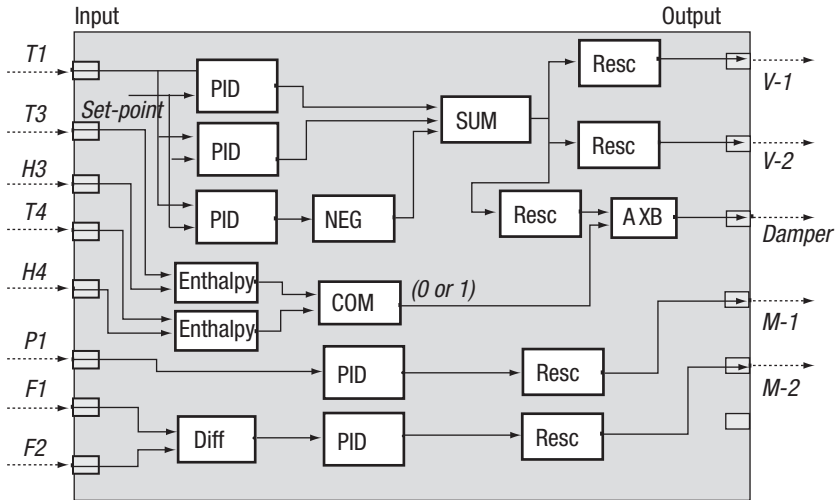 Input
Output
T1
T3
H3
T4
H4
P1
F1
F2
Set-point
PID
PID
PID
NEG
SUM
Resc
Resc
Resc
A X B
Enthalpy
Enthalpy
COM
(0 or 1)
PID
Resc
Diff
PID
Resc
V-1
V-2
Damper
M-1
M-2